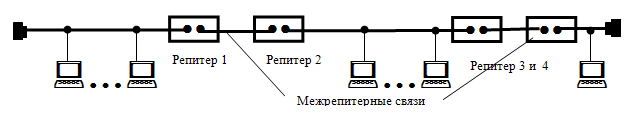 Репитер 1
Репитер 2
Репитер 3 и 4
Межрепитерные связи